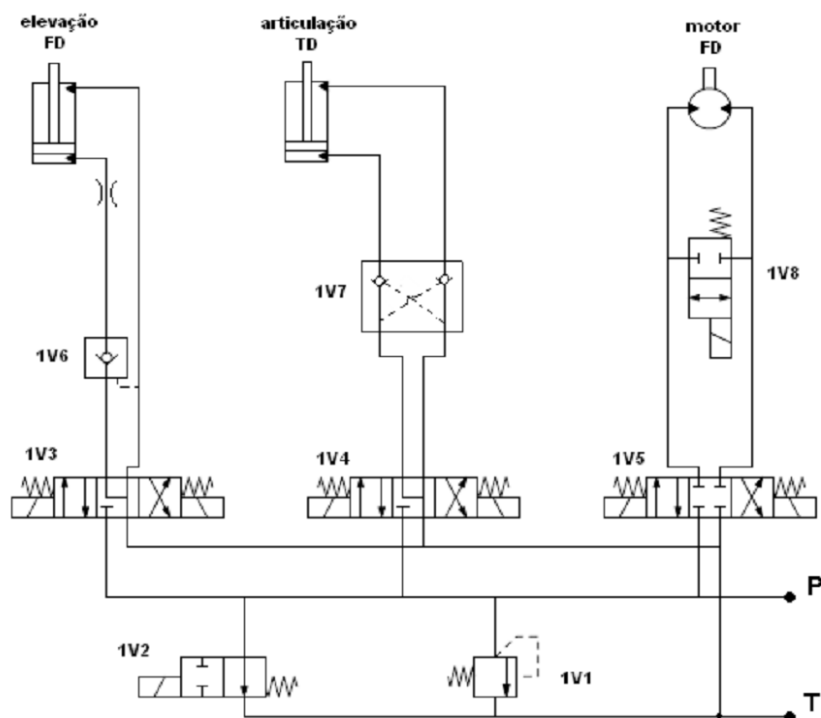 elevação
FD
articulação
TD
motor
FD
1V8
1V7
1V6
1V3
1V4
1V5
P
1V2
1V1
T